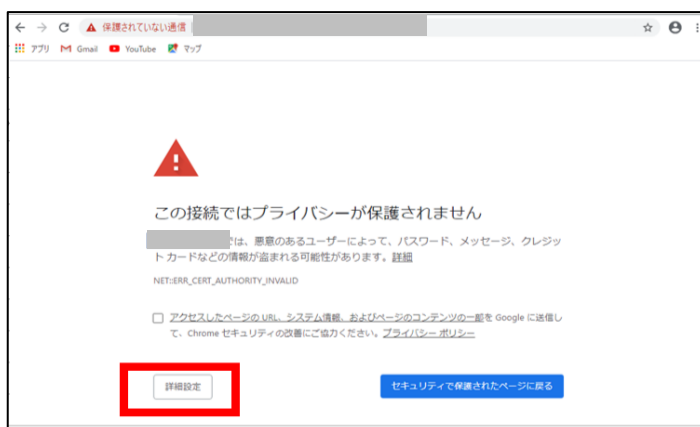 保護されていない通信
アプリ Gmail YouTube マップ
この接続ではプライバシーが保護されません
では、悪意のあるユーザーによって、パスワード、メッセージ、クレジッ
ト カードなどの情報が盗まれる可能性があります。詳細
NET::ERR_CERT_AUTHORITY_INVALID
アクセスしたページの URL、システム情報、およびページのコンテンツの一部を Google に送信し
て、Chrome セキュリティの改善にご協力ください。プライバシー ポリシー
詳細設定 セキュリティで保護されたページに戻る